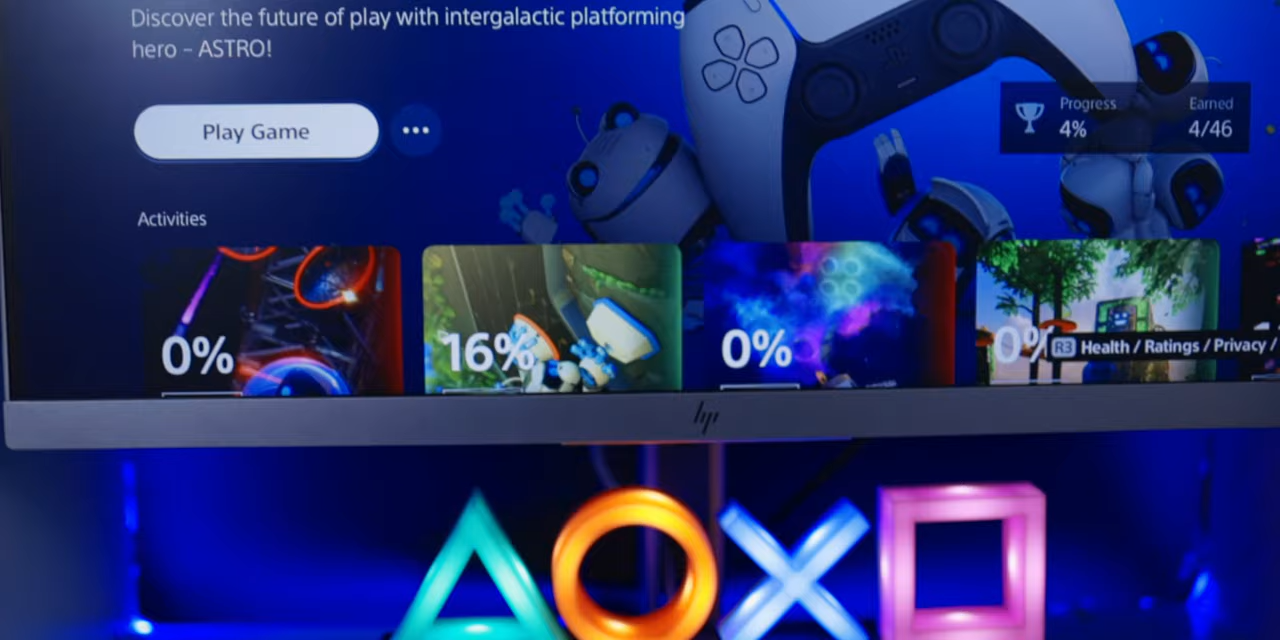 Discover the future of play with intergalactic platforming
hero – ASTRO!
Play Game
Progress
4%
Earned
4/46
Activities
0%
16%
0%
0%
R3 Health / Ratings / Privacy /
hp